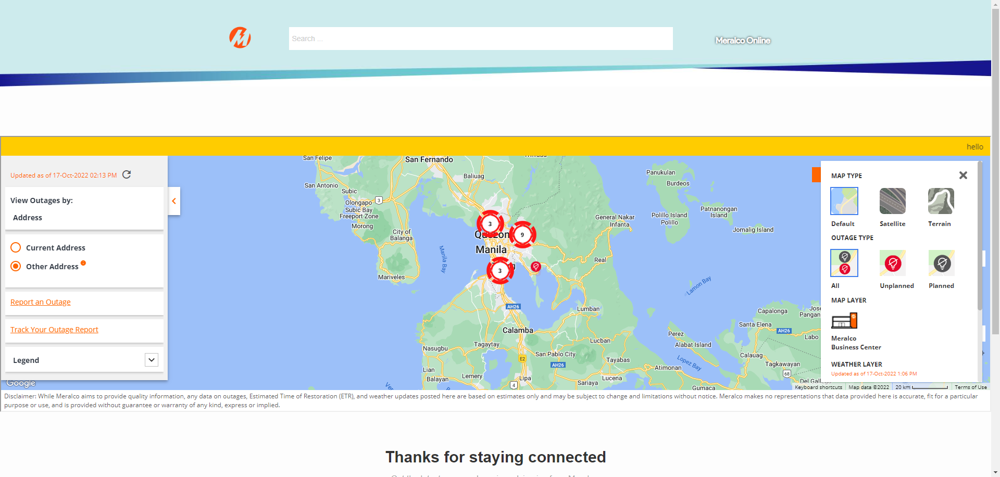 Search ...
Meralco Online
hello
Updated as of 17-Oct-2022 02:13 PM
View Outages by:
Address
Current Address
Other Address
Report an Outage
Track Your Outage Report
Legend
San Felipe
San Fernando
Baliuag
San Antonio
Subic
Olongapo
3
Subic Bay
Freeport Zone
Morong
City of
Balanga
Mariveles
Manila Bay
3
9
Manila
3
Panukulan
Burdeos
General Nakar
Infanta
Polillo Island
Polillo
Patnanongan
Island
Jomalig Island
Real
Lamon Bay
AH26
Lumban
Calamba
Capalonga
Santa Elena
AH26
Perez
Labo
Alabat Island
Lucban
Nasugbu
Tagaytay
San Pablo City
E2
AH26
Tayabas
Calauag
Lopez Bay
Tagkawayan
Atimonan
68
Lian
Balayan
Lemery
Lipa
4
Lucena
Sariaya
Gumaca
MAP TYPE
Default
Satellite
Terrain
OUTAGE TYPE
All
Unplanned
Planned
MAP LAYER
Meralco
Business Center
WEATHER LAYER
Updated as of 17-Oct-2022 1:06 PM
Google
Keyboard shortcuts
Map data ©2022
20 km
Terms of Use
Disclaimer: While Meralco aims to provide quality information, any data on outages, Estimated Time of Restoration (ETR), and weather updates posted here are based on estimates only and may be subject to change and limitations without notice. Meralco makes no representations that data provided here is accurate, fit for a particular
purpose or use, and is provided without guarantee or warranty of any kind, express or implied.
Thanks for staying connected